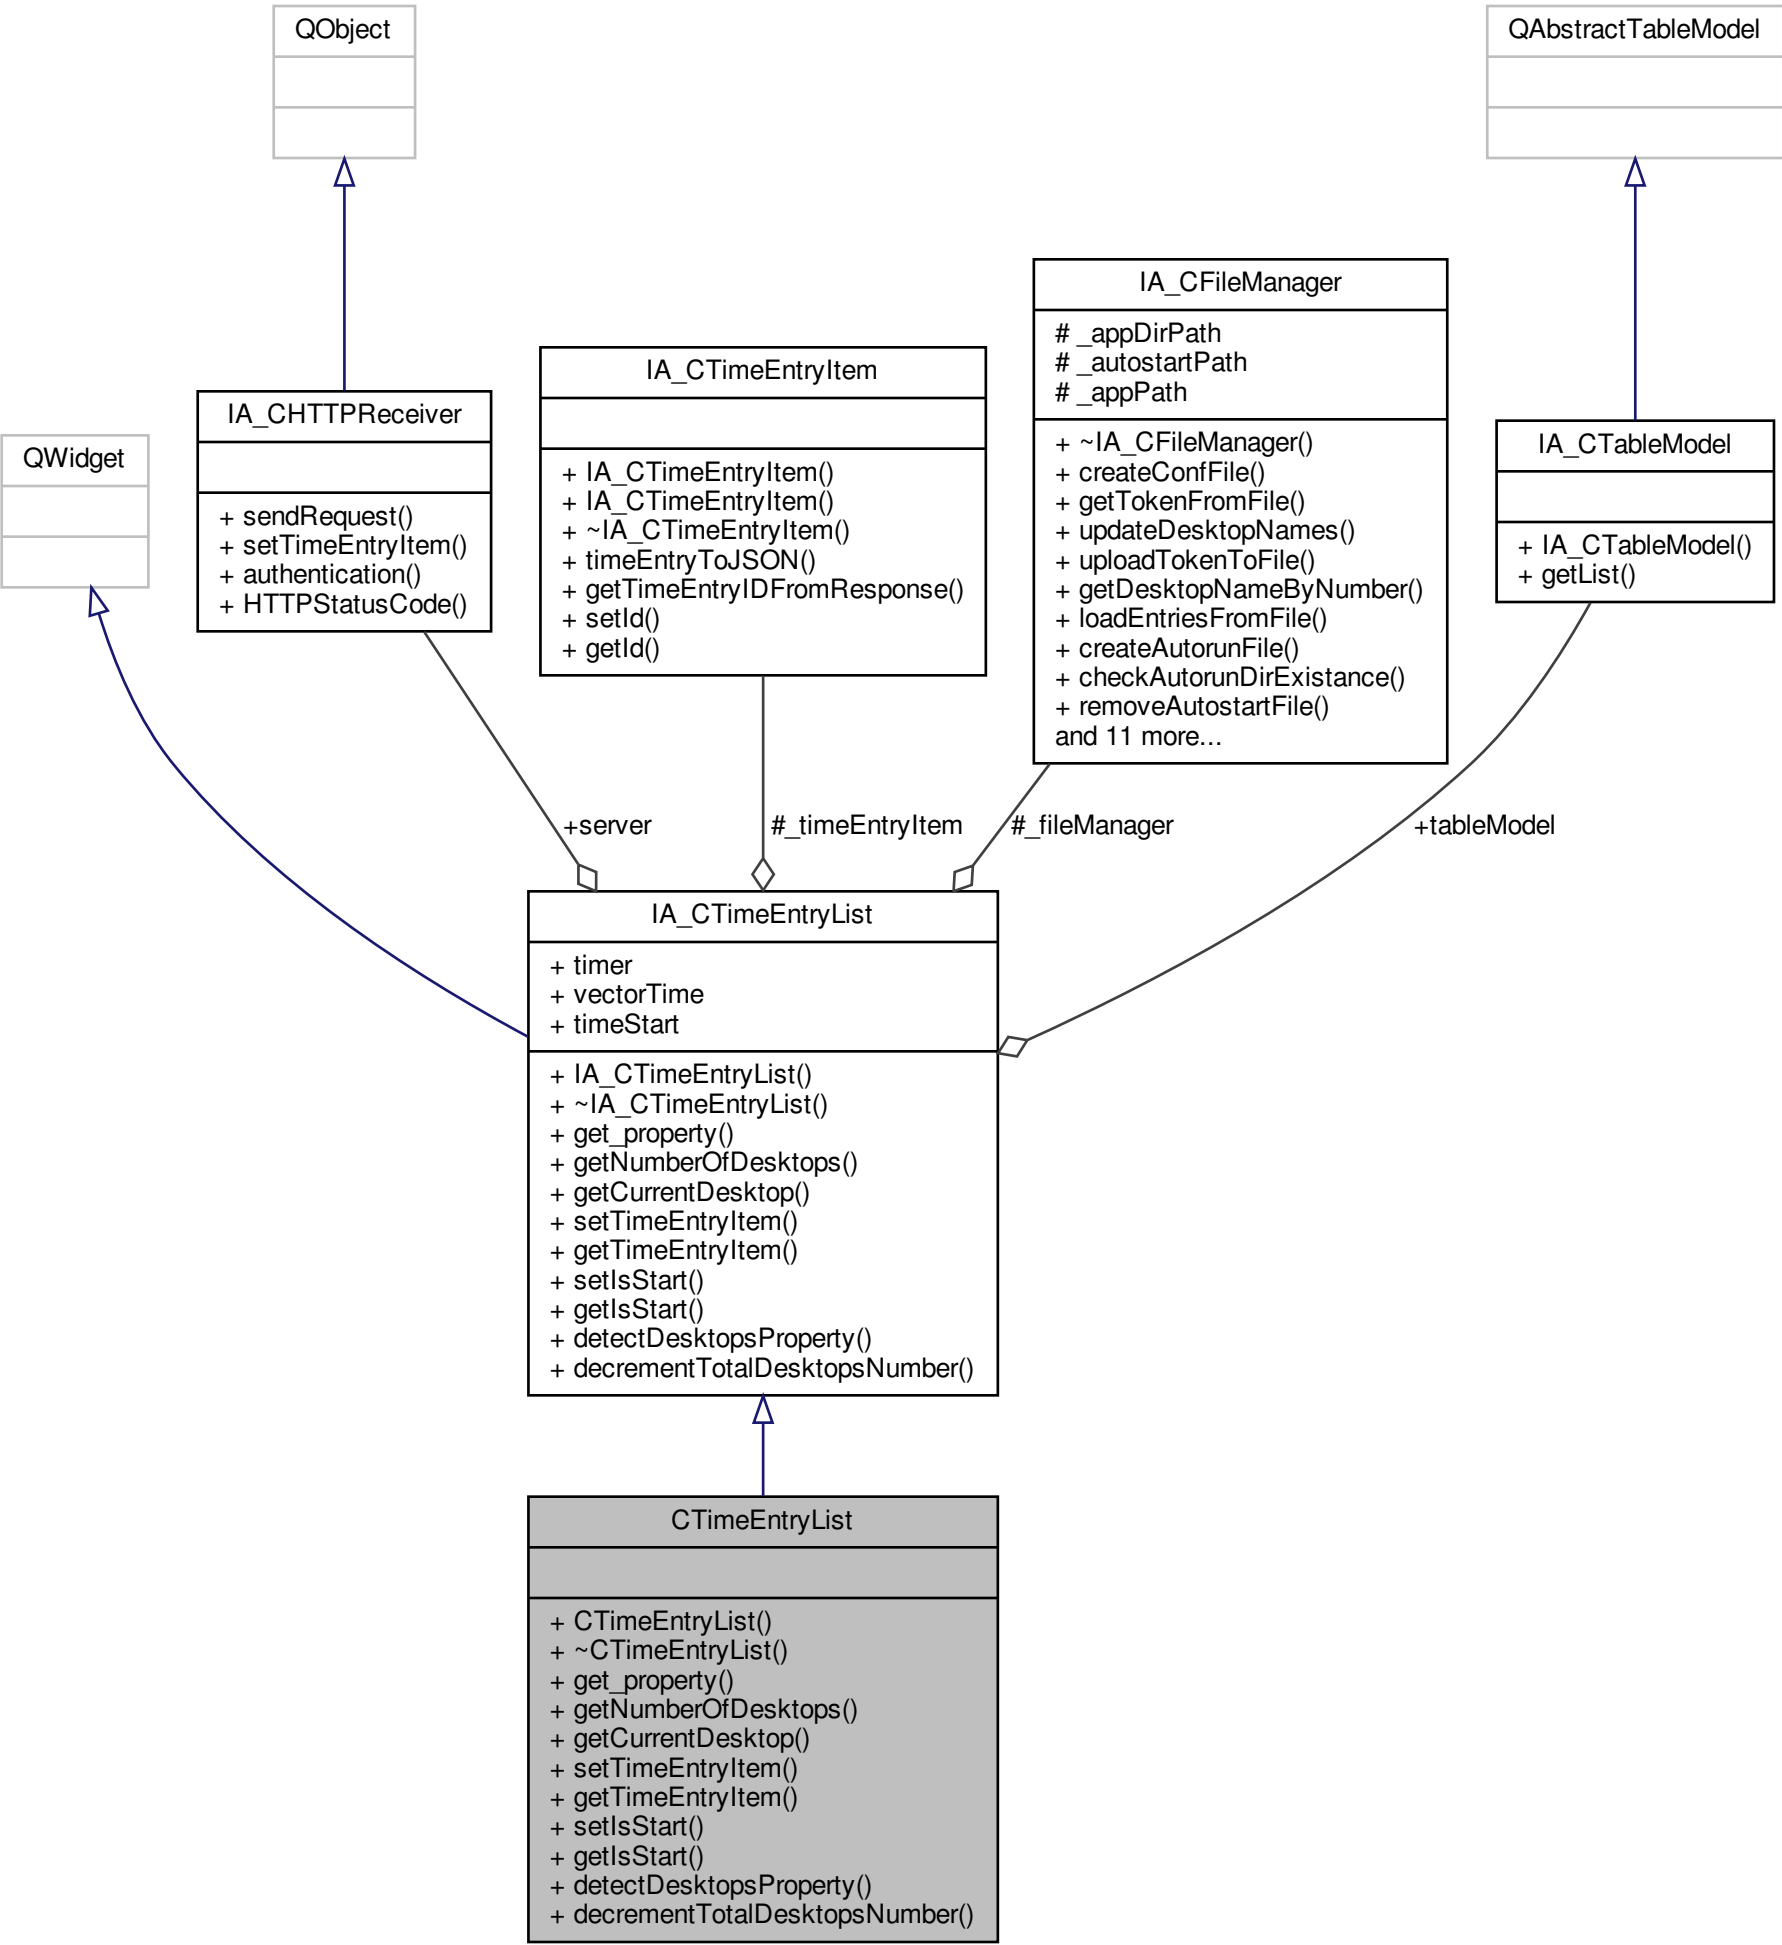 QObject
QAbstractTableModel
IA_CFileManager
# _appDirPath
# _autostartPath
# _appPath
+ ~IA_CFileManager()
+ createConfFile()
+ getTokenFromFile()
+ updateDesktopNames()
+ uploadTokenToFile()
+ getDesktopNameByNumber()
+ loadEntriesFromFile()
+ createAutorunFile()
+ checkAutorunDirExistance()
+ removeAutostartFile()
and 11 more...
IA_CTimeEntryItem
+ IA_CTimeEntryItem()
+ IA_CTimeEntryItem()
+ ~IA_CTimeEntryItem()
+ timeEntryToJSON()
+ getTimeEntryIDFromResponse()
+ setId()
+ getId()
IA_CHTTPReceiver
+ sendRequest()
+ setTimeEntryItem()
+ authentication()
+ HTTPStatusCode()
QWidget
IA_CTableModel
+ IA_CTableModel()
+ getList()
+server
#_timeEntryItem
#_fileManager
+tableModel
IA_CTimeEntryList
+ timer
+ vectorTime
+ timeStart
+ IA_CTimeEntryList()
+ ~IA_CTimeEntryList()
+ get_property()
+ getNumberOfDesktops()
+ getCurrentDesktop()
+ setTimeEntryItem()
+ getTimeEntryItem()
+ setIsStart()
+ getIsStart()
+ detectDesktopsProperty()
+ decrementTotalDesktopsNumber()
CTimeEntryList
+ CTimeEntryList()
+ ~CTimeEntryList()
+ get_property()
+ getNumberOfDesktops()
+ getCurrentDesktop()
+ setTimeEntryItem()
+ getTimeEntryItem()
+ setIsStart()
+ getIsStart()
+ detectDesktopsProperty()
+ decrementTotalDesktopsNumber()